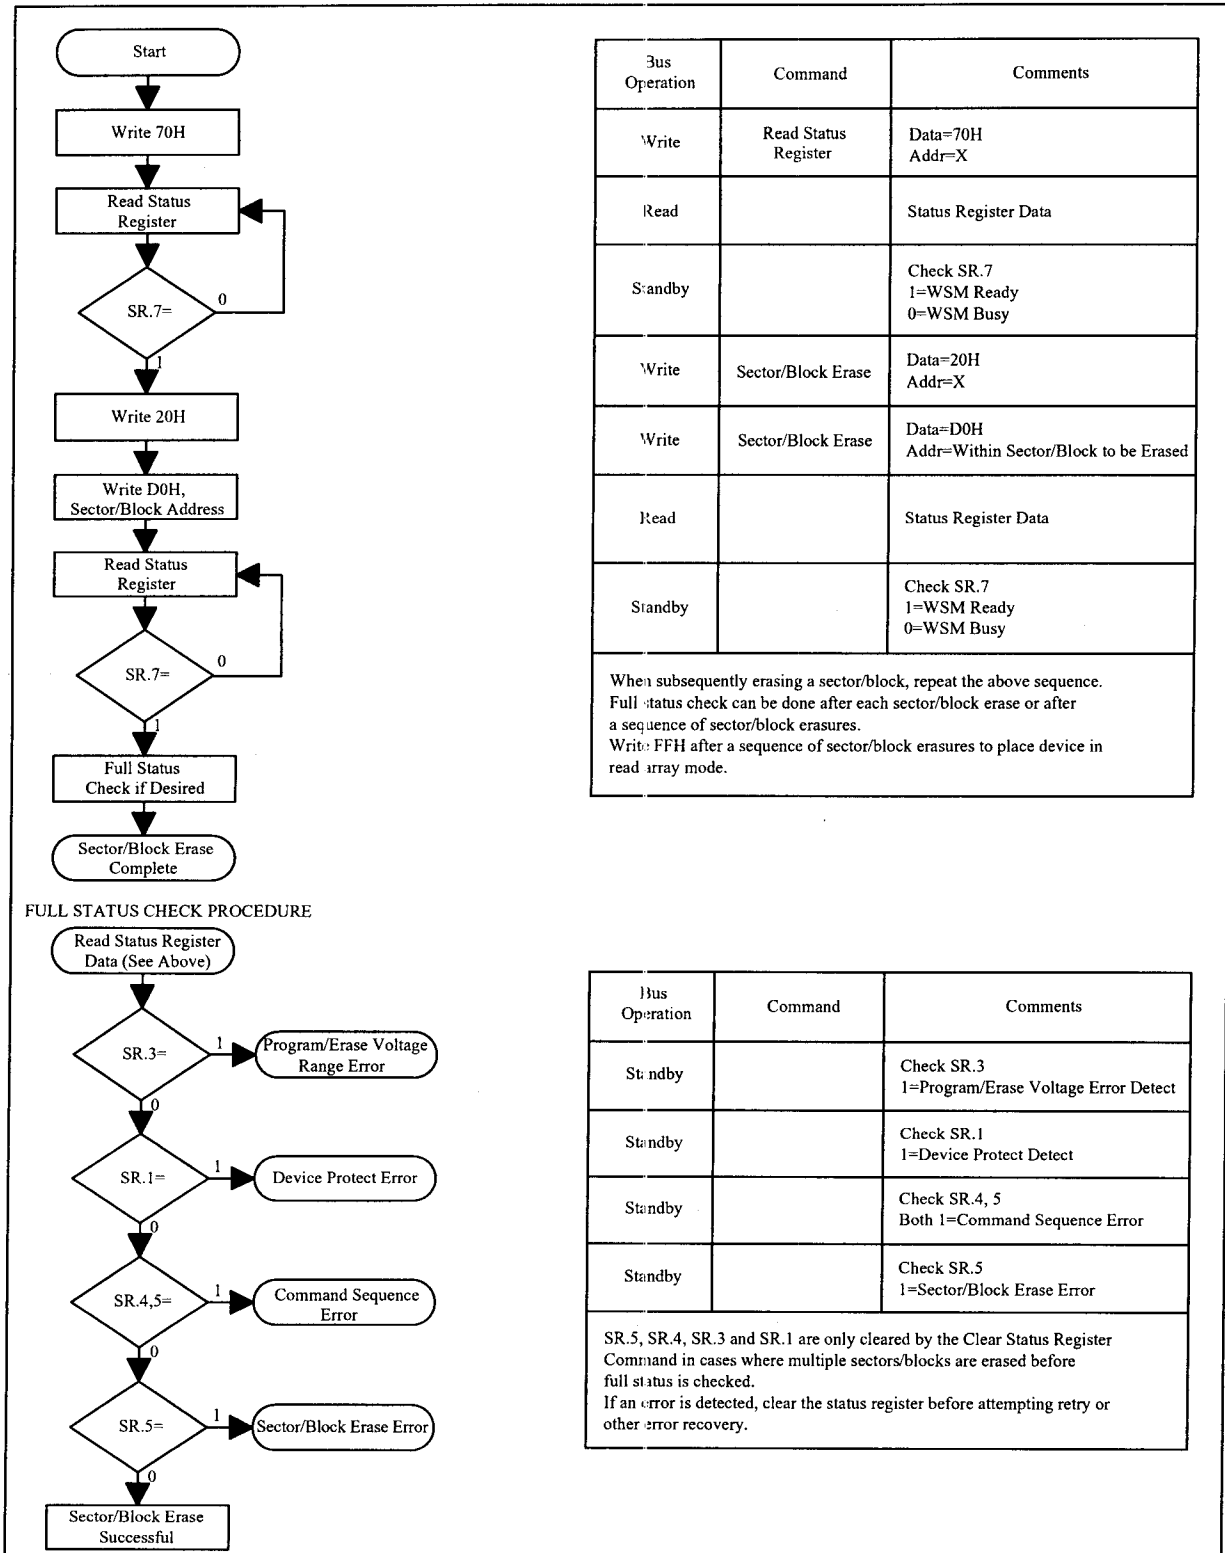 Start
Write 70H
Read Status
Register
SR.7=
0
1
Write 20H
Write D0H,
Sector/Block Address
Read Status
Register
SR.7=
0
1
Full Status
Check if Desired
Sector/Block Erase
Complete
Bus
Operation
Command
Comments
Write
Read Status
Register
Data=70H
Addr=X
Read
Status Register Data
Standby
Check SR.7
1=WSM Ready
0=WSM Busy
Write
Sector/Block Erase
Data=20H
Addr=X
Write
Sector/Block Erase
Data=D0H
Addr=Within Sector/Block to be Erased
Read
Status Register Data
Standby
Check SR.7
1=WSM Ready
0=WSM Busy
When subsequently erasing a sector/block, repeat the above sequence.
Full status check can be done after each sector/block erase or after
a sequence of sector/block erasures.
Write FFH after a sequence of sector/block erasures to place device in
read array mode.
FULL STATUS CHECK PROCEDURE
Read Status Register
Data (See Above)
SR.3=
1
Program/Erase Voltage
Range Error
0
SR.1=
1
Device Protect Error
0
SR.4,5=
1
Command Sequence
Error
0
SR.5=
1
Sector/Block Erase Error
0
Sector/Block Erase
Successful
Bus
Operation
Command
Comments
Standby
Check SR.3
1=Program/Erase Voltage Error Detect
Standby
Check SR.1
1=Device Protect Detect
Standby
Check SR.4, 5
Both 1=Command Sequence Error
Standby
Check SR.5
1=Sector/Block Erase Error
SR.5, SR.4, SR.3 and SR.1 are only cleared by the Clear Status Register
Command in cases where multiple sectors/blocks are erased before
full status is checked.
If an error is detected, clear the status register before attempting retry or
other error recovery.